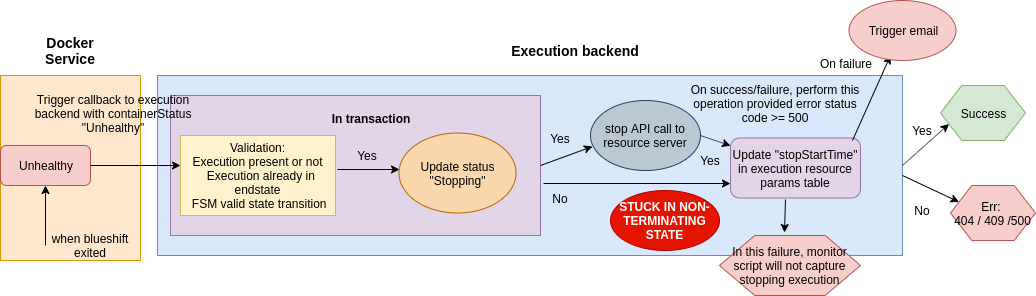 Docker
Service
Execution backend
Trigger email
On failure
Trigger callback to execution
backend with containerStatus
"Unhealthy"
In transaction
On success/failure, perform this
operation provided error status
code >= 500
Success
Yes
Unhealthy
Validation:
Execution present or not
Execution already in
endstate
FSM valid state transition
Yes
Update status
"Stopping"
Yes
stop API call to
resource server
Yes
Update "stopStartTime"
in execution resource
params table
No
STUCK IN NON-
TERMINATING
STATE
No
Err:
404 / 409 /500
when blueshift
exited
In this failure, monitor
script will not capture
stopping execution